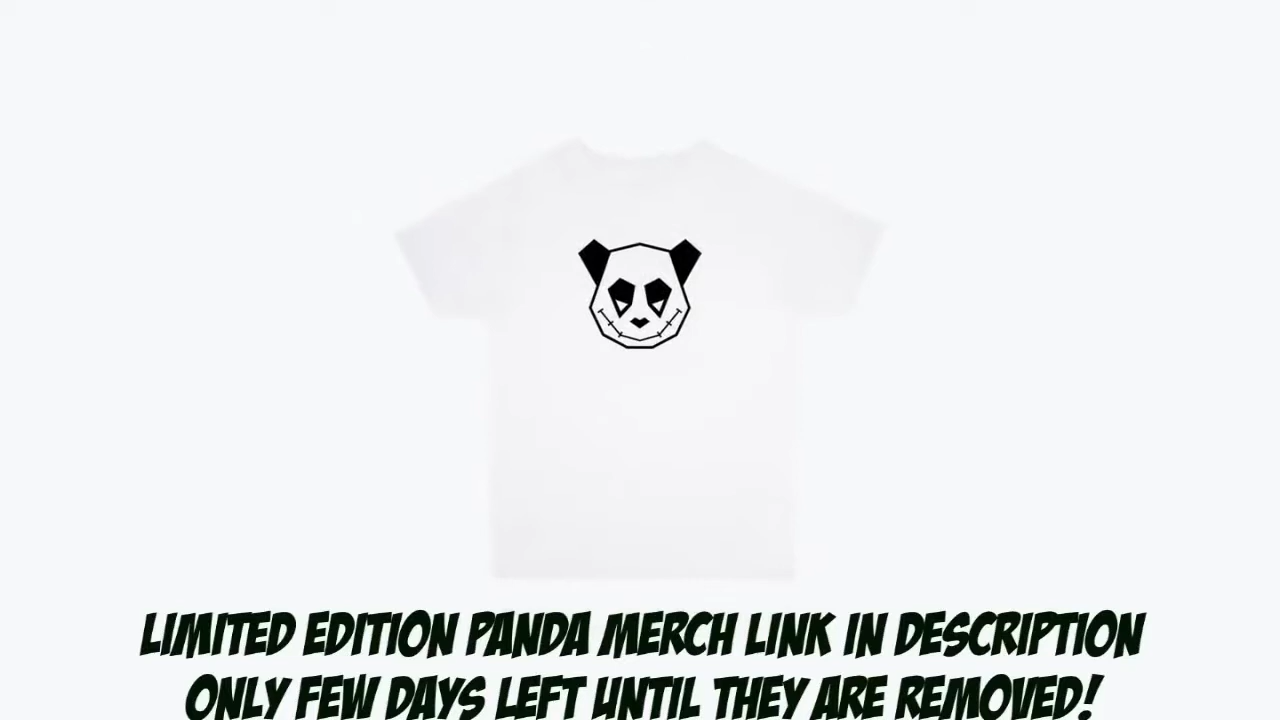 LIMITED EDITION PANDA MERCH LINK IN DESCRIPTION
ONLY FEW DAYS LEFT UNTIL THEY ARE REMOVED!